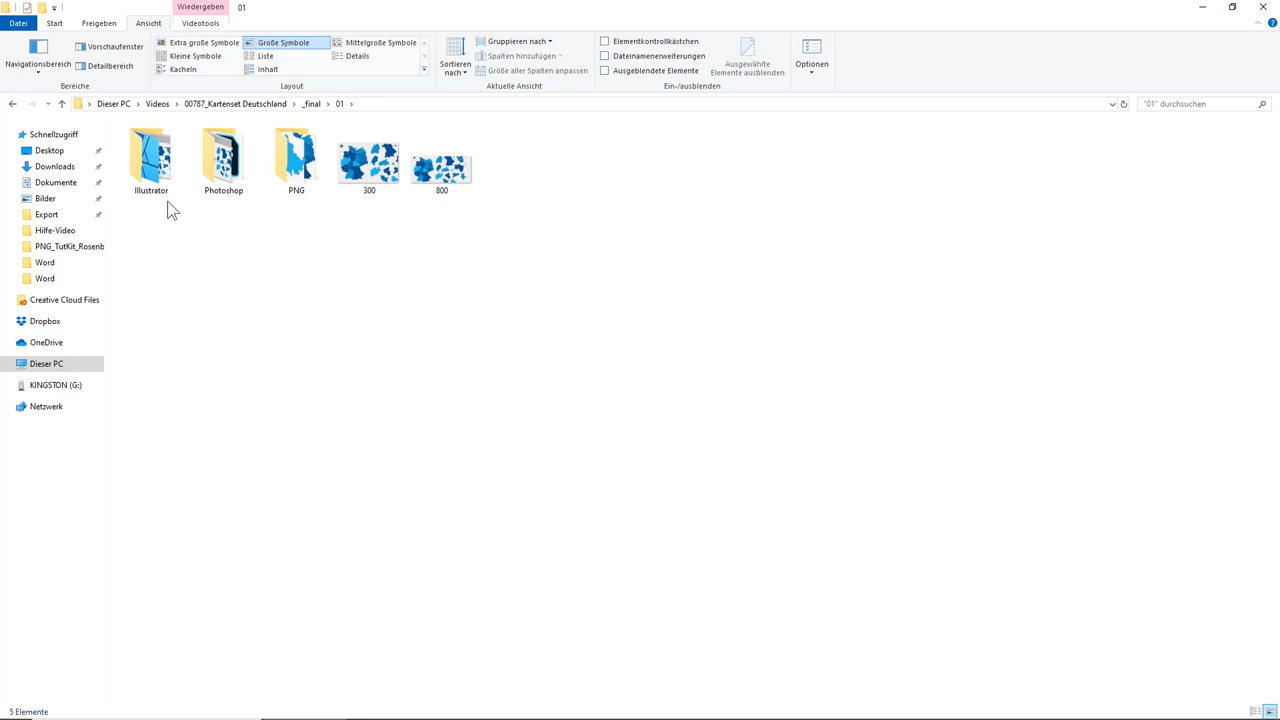 Wiedergeben 01
Datei Start Freigeben Ansicht Videotools
Navigationsbereich
Vorschaufenster
Detailbereich
Bereiche
Extra große Symbole Große Symbole Mittelgroße Symbole
Kleine Symbole Liste Details
Kacheln Inhalt
Layout
Sortieren nach
Gruppieren nach
Spalten hinzufügen
Größe aller Spalten anpassen
Aktuelle Ansicht
Elementkontrollkästchen
Dateinamenerweiterungen
Ausgeblendete Elemente
Ausgewählte
Elemente ausblenden
Ein-/ausblenden
Optionen
Dieser PC Videos 00787_Kartenset Deutschland _final 01
"01" durchsuchen
Schnellzugriff
Desktop
Downloads
Dokumente
Bilder
Export
Hilfe-Video
PNG_TutKit_Rosenb
Word
Word
Creative Cloud Files
Dropbox
OneDrive
Dieser PC
KINGSTON (G:)
Netzwerk
Illustrator Photoshop PNG 300 800
5 Elemente